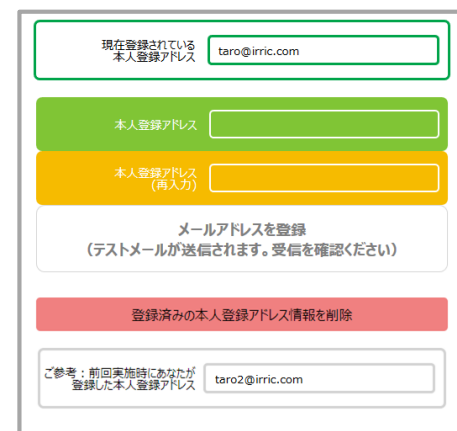 現在登録されている
本人登録アドレス
taro@irric.com
本人登録アドレス
本人登録アドレス
(再入力)
メールアドレスを登録
(テストメールが送信されます。受信を確認ください)
登録済みの本人登録アドレス情報を削除
ご参考：前回実施時にあなたが
登録した本人登録アドレス
taro2@irric.com